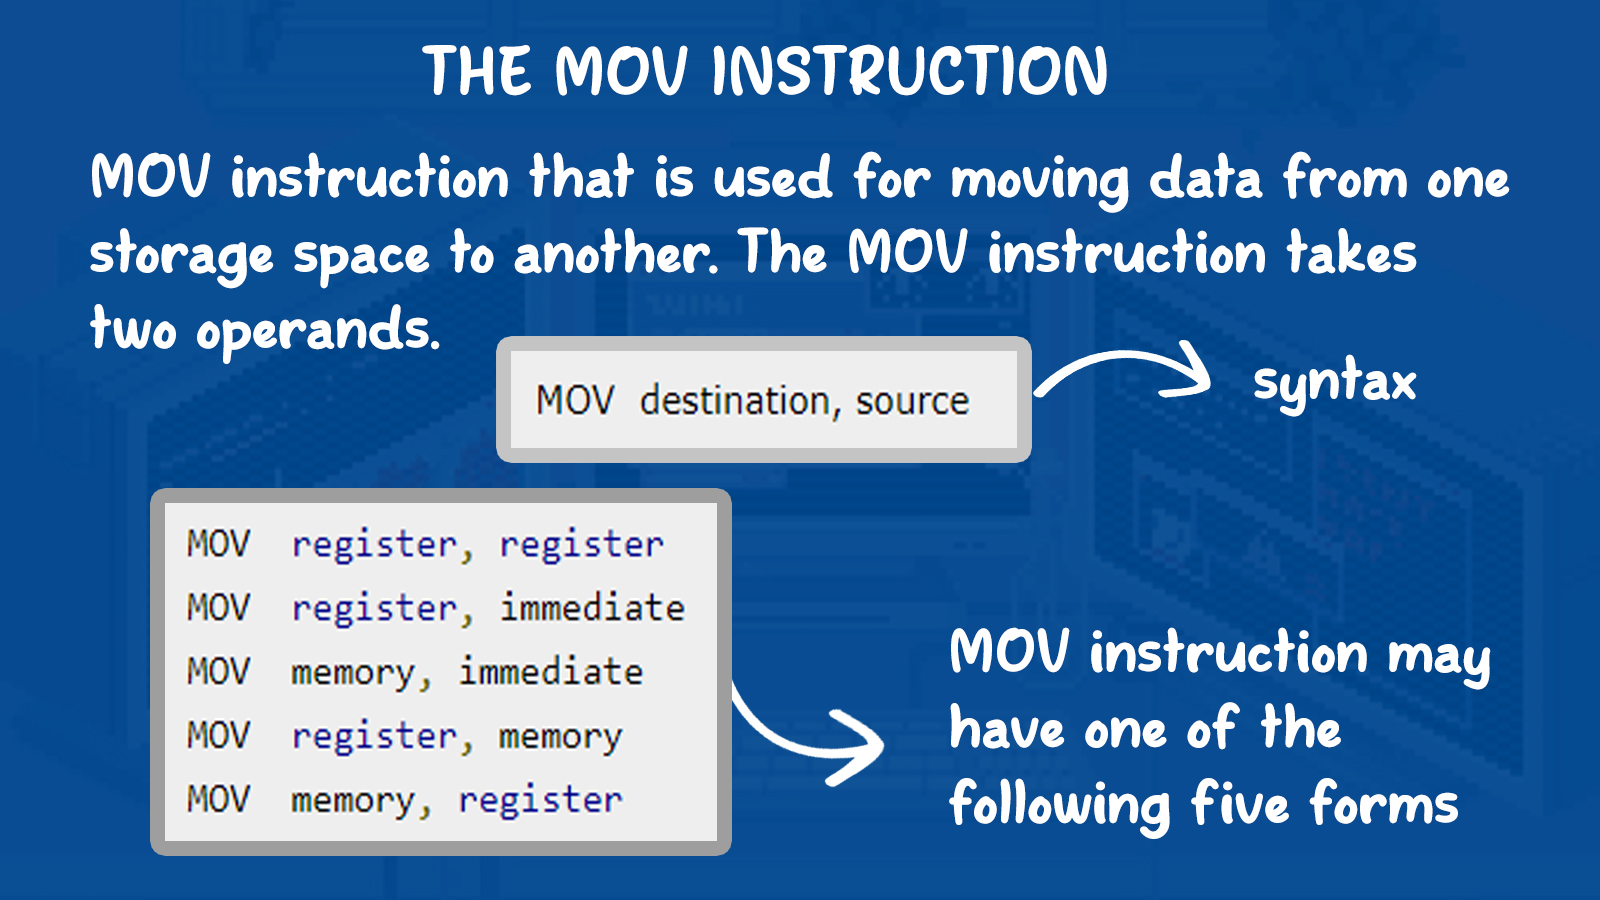 THE MOV INSTRUCTION
MOV instruction that is used for moving data from one
storage space to another. The MOV instruction takes
two operands.
MOV destination, source
syntax
MOV register, register
MOV register, immediate
MOV memory, immediate
MOV register, memory
MOV memory, register
MOV instruction may
have one of the
following five forms